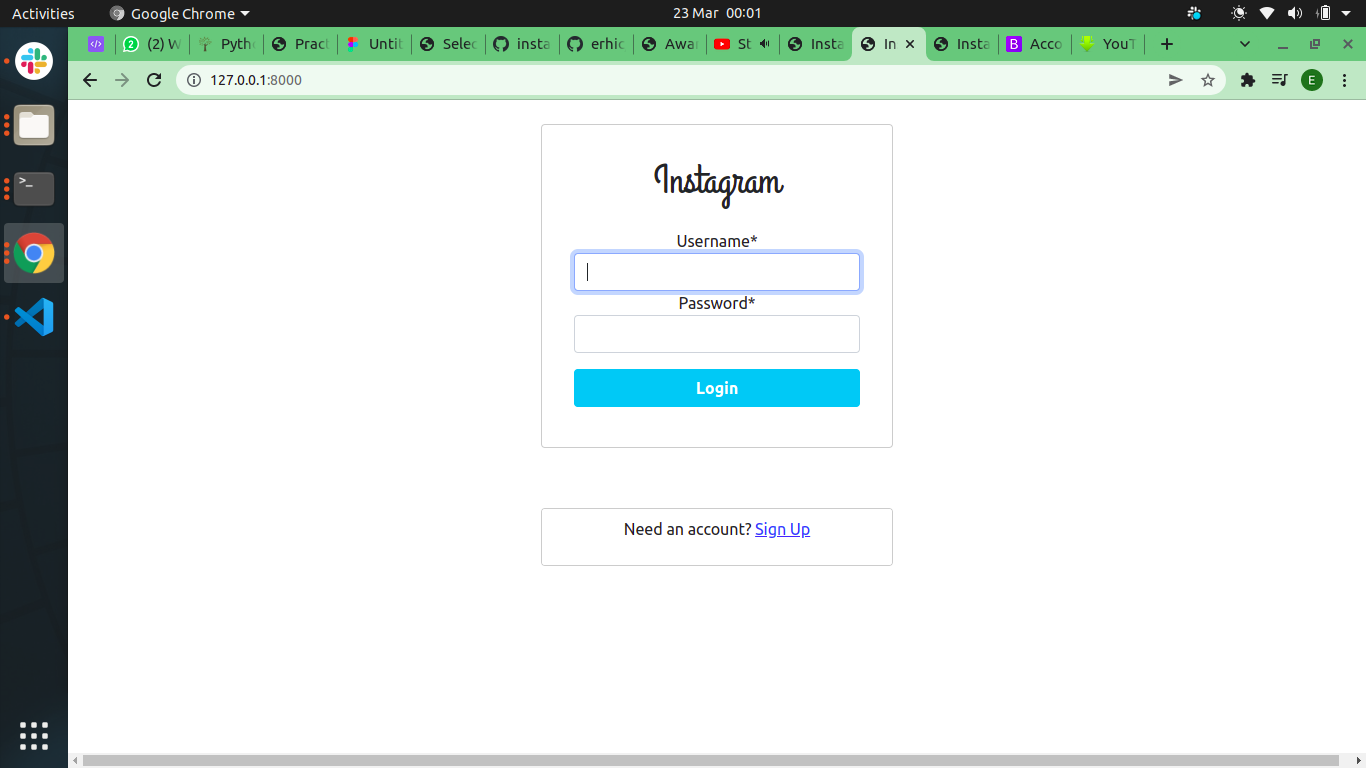 Activities Google Chrome 23 Mar 00:01
(2) W Pyth Pract Untit Selec insta erhic Awa St Insta In Insta B Acco YouT
127.0.0.1:8000 E
Instagram
Username*
Password*
Login
Need an account? Sign Up